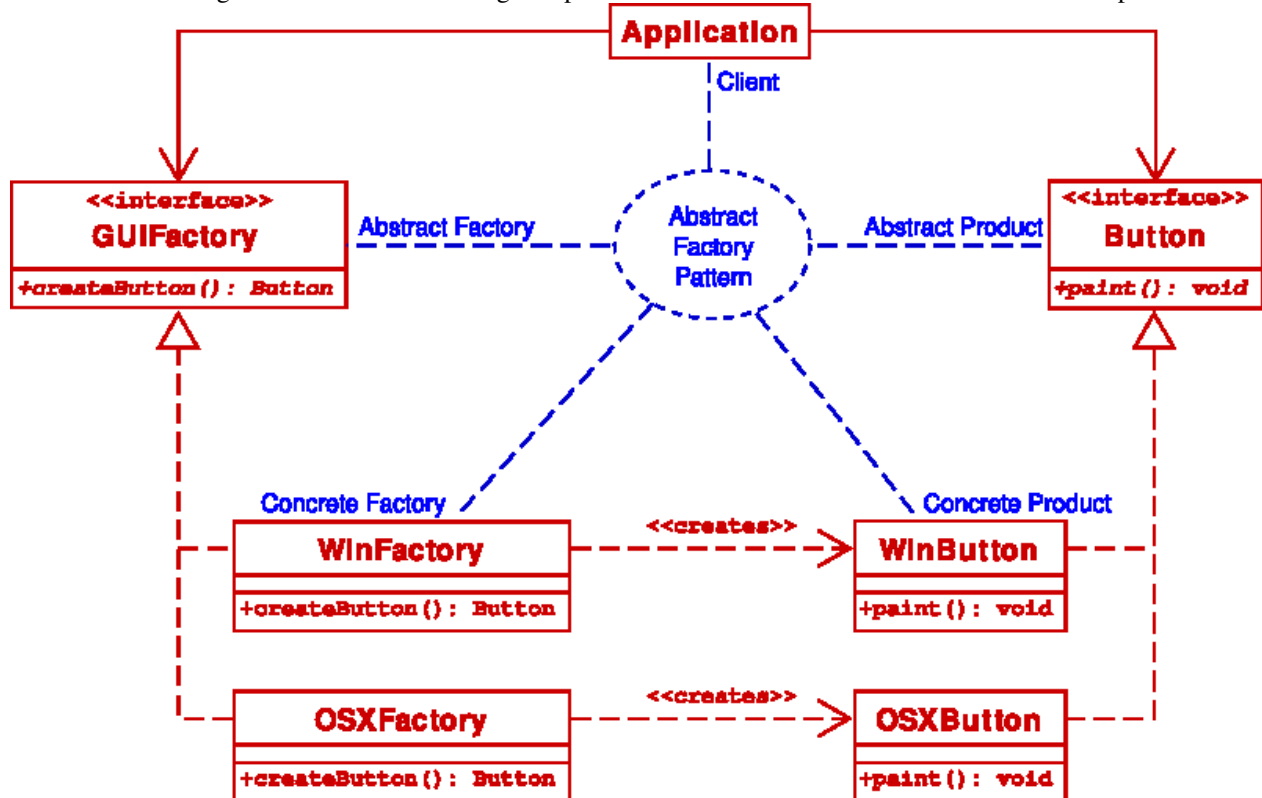 Application
Client
<<interface>>
GUIFactory
+createButton(): Button
Abstract Factory
Abstract
Factory
Pattern
Abstract Product
<<interface>>
Button
+paint(): void
Concrete Factory
Concrete Product
WinFactory
+createButton(): Button
<<creates>>
WinButton
+paint(): void
OSXFactory
+createButton(): Button
<<creates>>
OSXButton
+paint(): void